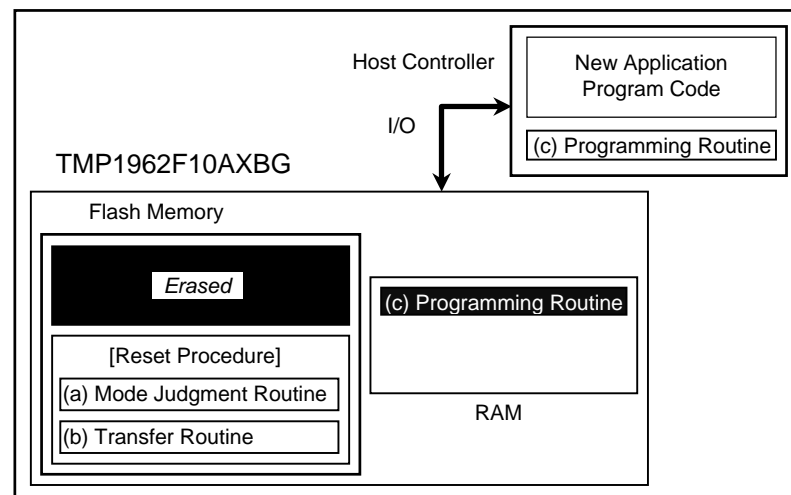 Host Controller
New Application
Program Code
I/O
(c) Programming Routine
TMP1962F10AXBG
Flash Memory
Erased
(c) Programming Routine
[Reset Procedure]
(a) Mode Judgment Routine
(b) Transfer Routine
RAM